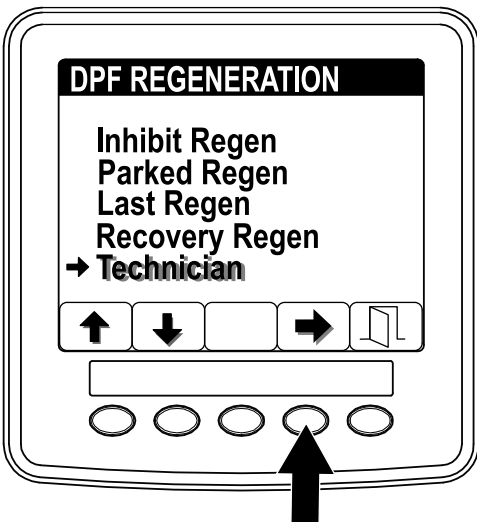 DPF REGENERATION
Inhibit Regen
Parked Regen
Last Regen
Recovery Regen
Technician